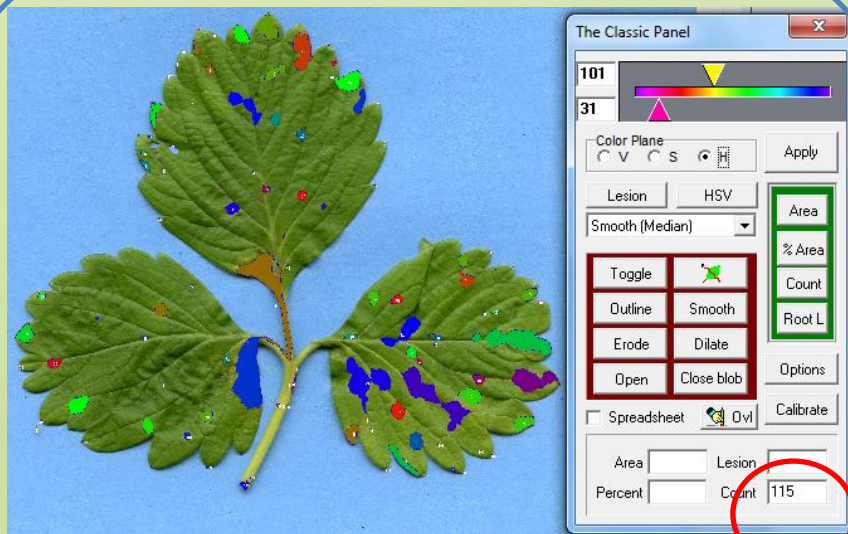 The Classic Panel
101
31
Color Plane
V S H
Apply
Lesion HSV
Smooth (Median)
Area
% Area
Count
Root L
Toggle
Outline Smooth
Erode Dilate
Open Close blob
Options
Calibrate
Spreadsheet Ovl
Area Lesion
Percent Count 115